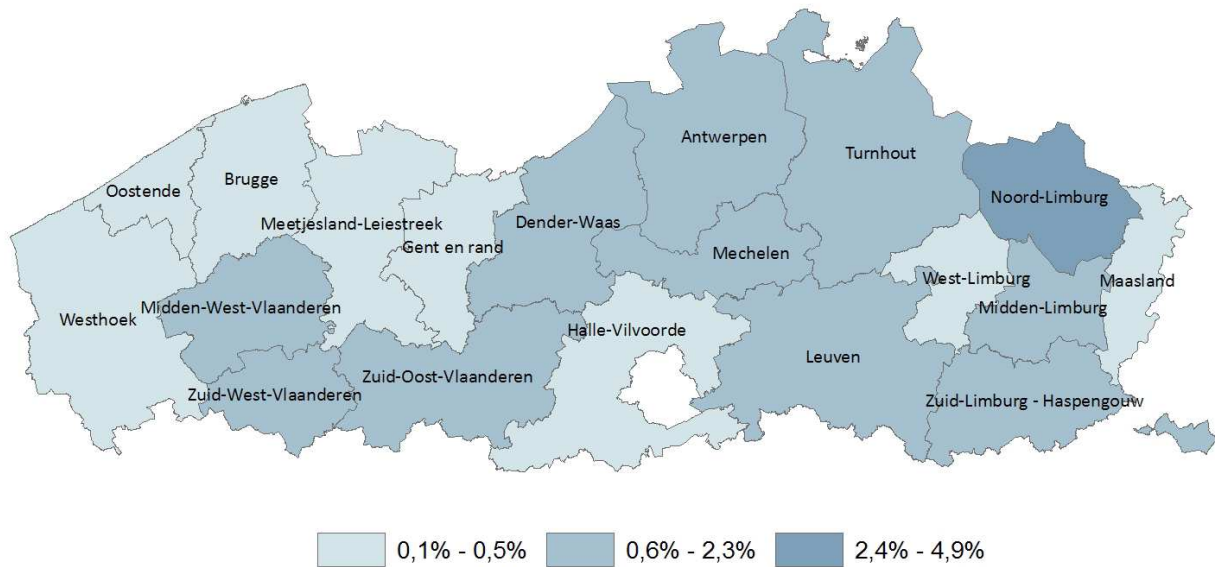 Antwerpen
Turnhout
Oostende
Brugge
Noord-Limburg
Meetjesland-Leiestreek
Dender-Waas
Gent en rand
Mechelen
West-Limburg
Maasland
Midden-West-Vlaanderen
Midden-Limburg
Westhoek
Halle-Vilvoorde
Leuven
Zuid-Oost-Vlaanderen
Zuid-West-Vlaanderen
Zuid-Limburg - Haspengouw
0,1% - 0,5% 0,6% - 2,3% 2,4% - 4,9%